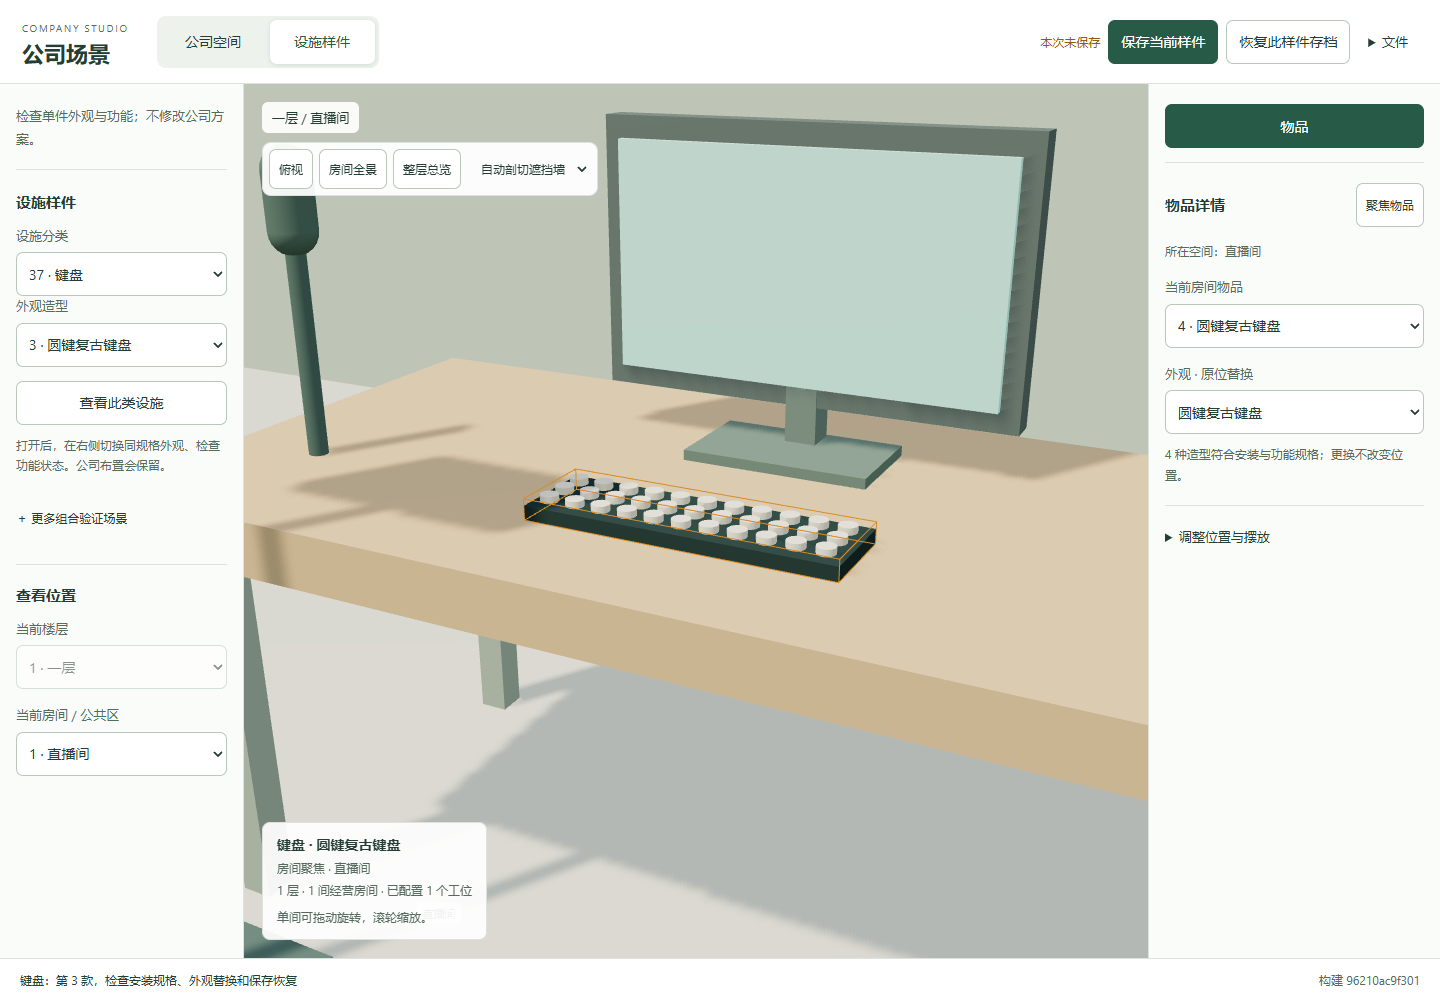 COMPANY STUDIO
公司场景
公司空间
设施样件
本次未保存
保存当前样件
恢复此样件存档
▶ 文件
检查单件外观与功能；不修改公司方
案。
设施样件
设施分类
37 · 键盘
外观造型
3 · 圆键复古键盘
查看此类设施
打开后，在右侧切换同规格外观、检查
功能状态。公司布置会保留。
+ 更多组合验证场景
查看位置
当前楼层
1 · 一层
当前房间 / 公共区
1 · 直播间
一层 / 直播间
俯视
房间全景
整层总览
自动剖切遮挡墙
键盘 · 圆键复古键盘
房间聚焦 · 直播间
1 层 · 1 间经营房间 · 已配置 1 个工位
单间可拖动旋转，滚轮缩放。
物品
物品详情
聚焦物品
所在空间：直播间
当前房间物品
4 · 圆键复古键盘
外观 · 原位替换
圆键复古键盘
4 种造型符合安装与功能规格；更换不改变位
置。
▶ 调整位置与摆放
键盘：第 3 款，检查安装规格、外观替换和保存恢复
构建 96210ac9f301